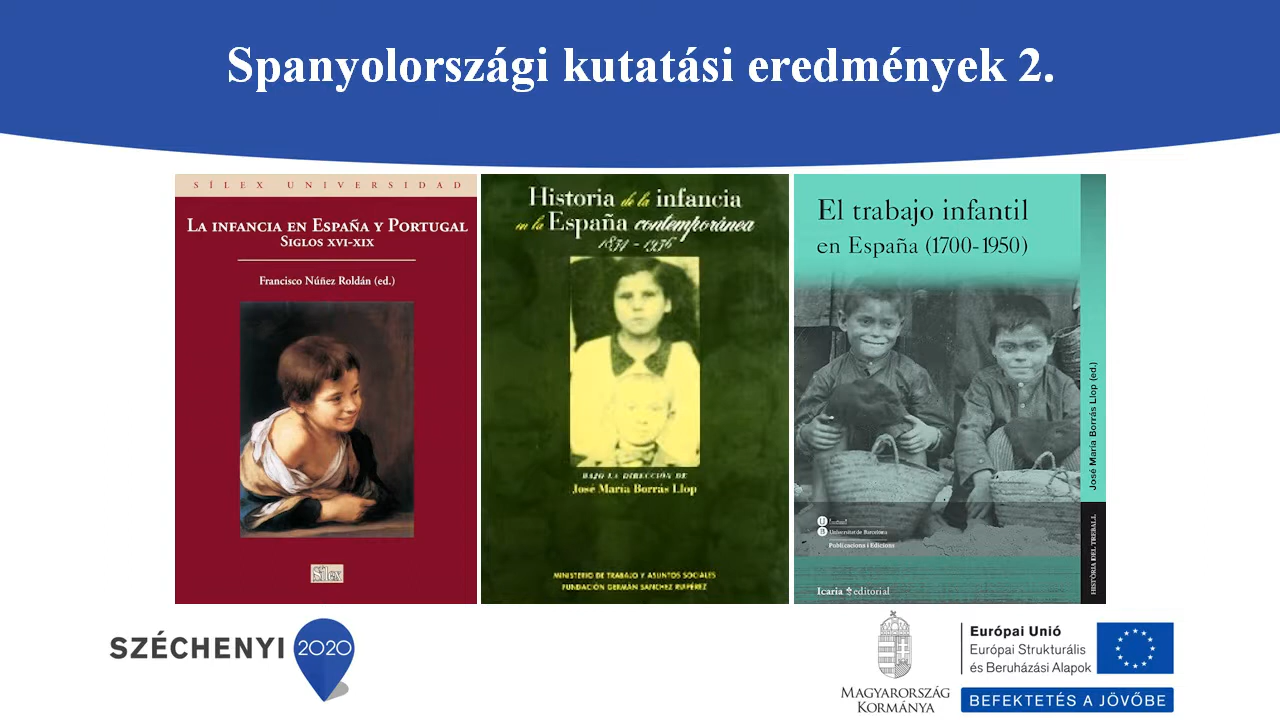 Spanyolországi kutatási eredmények 2.
SÍLEX UNIVERSIDAD
LA INFANCIA EN ESPAÑA Y PORTUGAL
SIGLOS XVI-XIX
Francisco Núñez Roldán (ed.)
Sílex
Historia de la infancia
en la España contemporánea
1834 - 1936
BAJO LA DIRECCIÓN DE
José María Borrás Llop
MINISTERIO DE TRABAJO Y ASUNTOS SOCIALES
FUNDACIÓN GERMÁN SÁNCHEZ RUIPÉREZ
El trabajo infantil
en España (1700-1950)
José María Borrás Llop (ed.)
HISTÒRIA DEL TREBALL
UB
Universitat de Barcelona
Publicacions i Edicions
Icaria editorial
SZÉCHENYI 2020
MAGYARORSZÁG
KORMÁNYA
Európai Unió
Európai Strukturális
és Beruházási Alapok
BEFEKTETÉS A JÖVŐBE